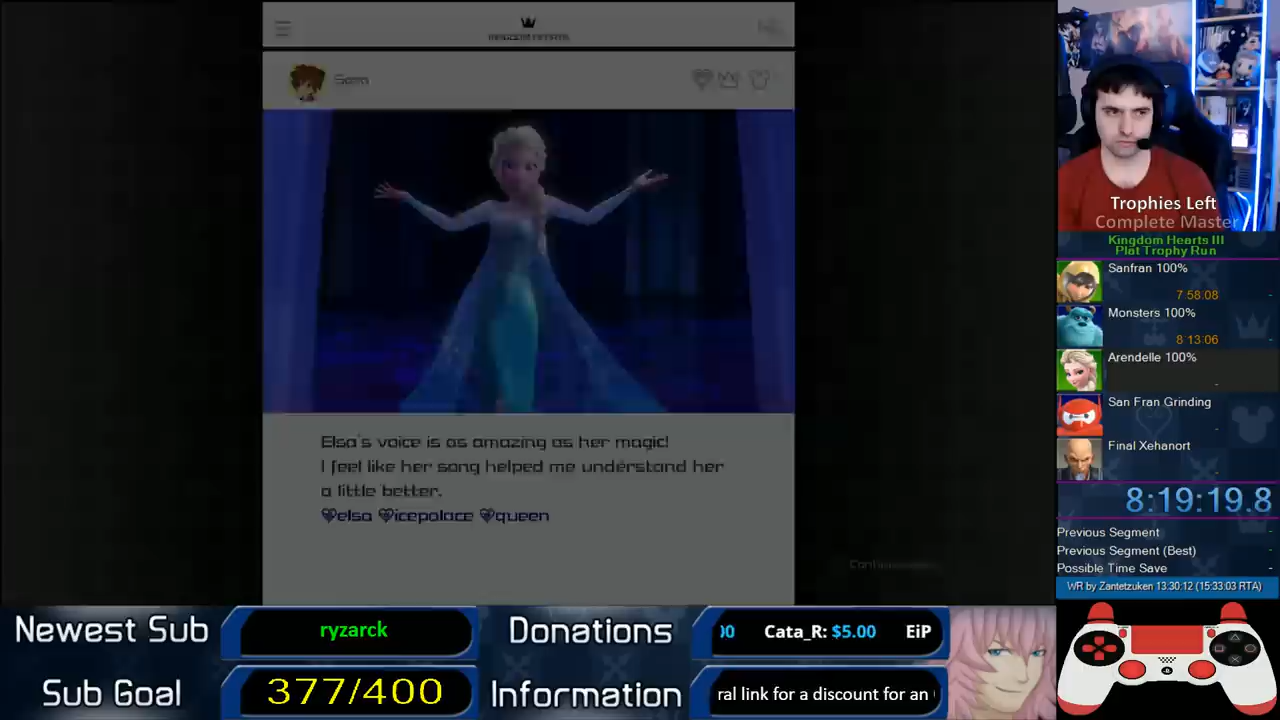 KINGDOM HEARTS
Sora
Elsa's voice is as amazing as her magic!
I feel like her song helped me understand her
a little better.
elsa icepalace queen
Trophies Left
Complete Master
Kingdom Hearts III
Plat Trophy Run
Sanfran 100%
7:58:08 -
Monsters 100%
8:13:06 -
Arendelle 100%
-
San Fran Grinding
-
Final Xehanort
-
8:19:19.8
Previous Segment -
Previous Segment (Best) -
Possible Time Save -
WR by Zantetzuken 13:30:12 (15:33:03 RTA)
Newest Sub
ryzarck
Donations
00 Cata_R: $5.00 EiP
Sub Goal
377/400
Information
ral link for a discount for an